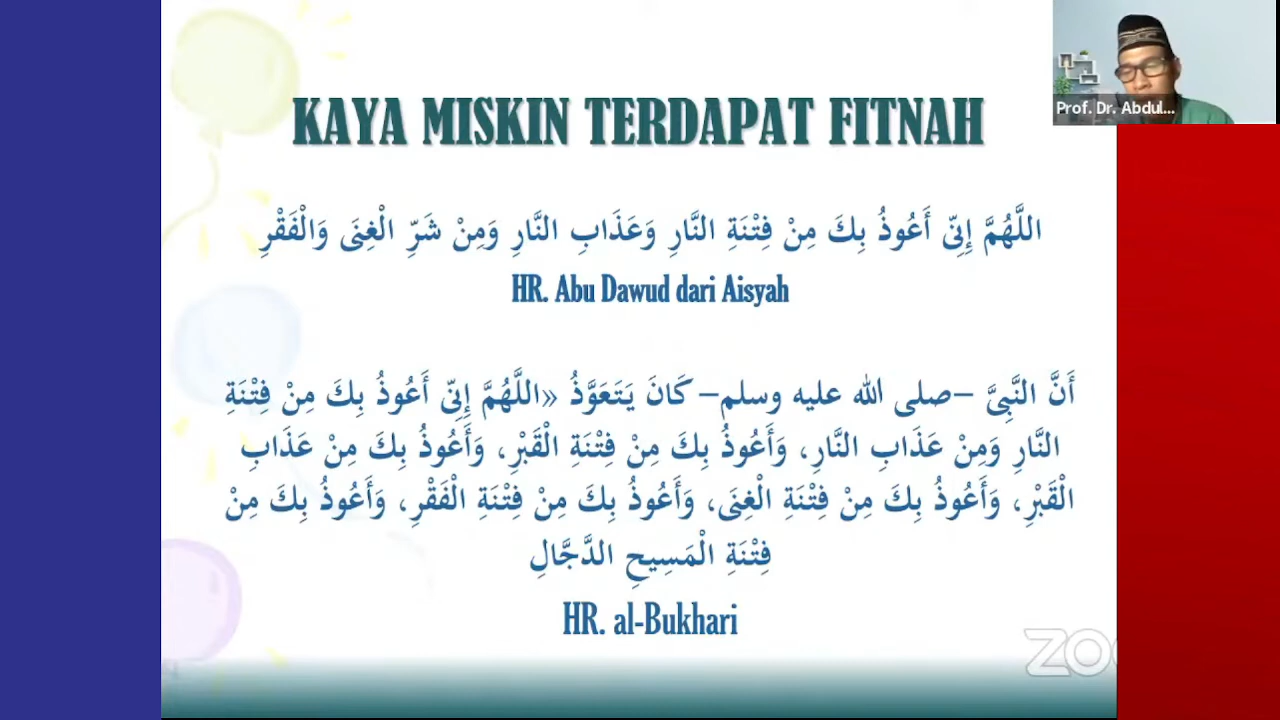 Prof. Dr. Abdul...
KAYA MISKIN TERDAPAT FITNAH
اللَّهُمَّ إِنِّى أَعُوذُ بِكَ مِنْ فِتْنَةِ النَّارِ وَعَذَابِ النَّارِ وَمِنْ شَرِّ الْغِنَى وَالْفَقْرِ
HR. Abu Dawud dari Aisyah
أَنَّ النَّبِىَّ –صلى الله عليه وسلم– كَانَ يَتَعَوَّذُ «اللَّهُمَّ إِنِّى أَعُوذُ بِكَ مِنْ فِتْنَةِ
النَّارِ وَمِنْ عَذَابِ النَّارِ، وَأَعُوذُ بِكَ مِنْ فِتْنَةِ الْقَبْرِ، وَأَعُوذُ بِكَ مِنْ عَذَابِ
الْقَبْرِ، وَأَعُوذُ بِكَ مِنْ فِتْنَةِ الْغِنَى، وَأَعُوذُ بِكَ مِنْ فِتْنَةِ الْفَقْرِ، وَأَعُوذُ بِكَ مِنْ
فِتْنَةِ الْمَسِيحِ الدَّجَّالِ
HR. al-Bukhari